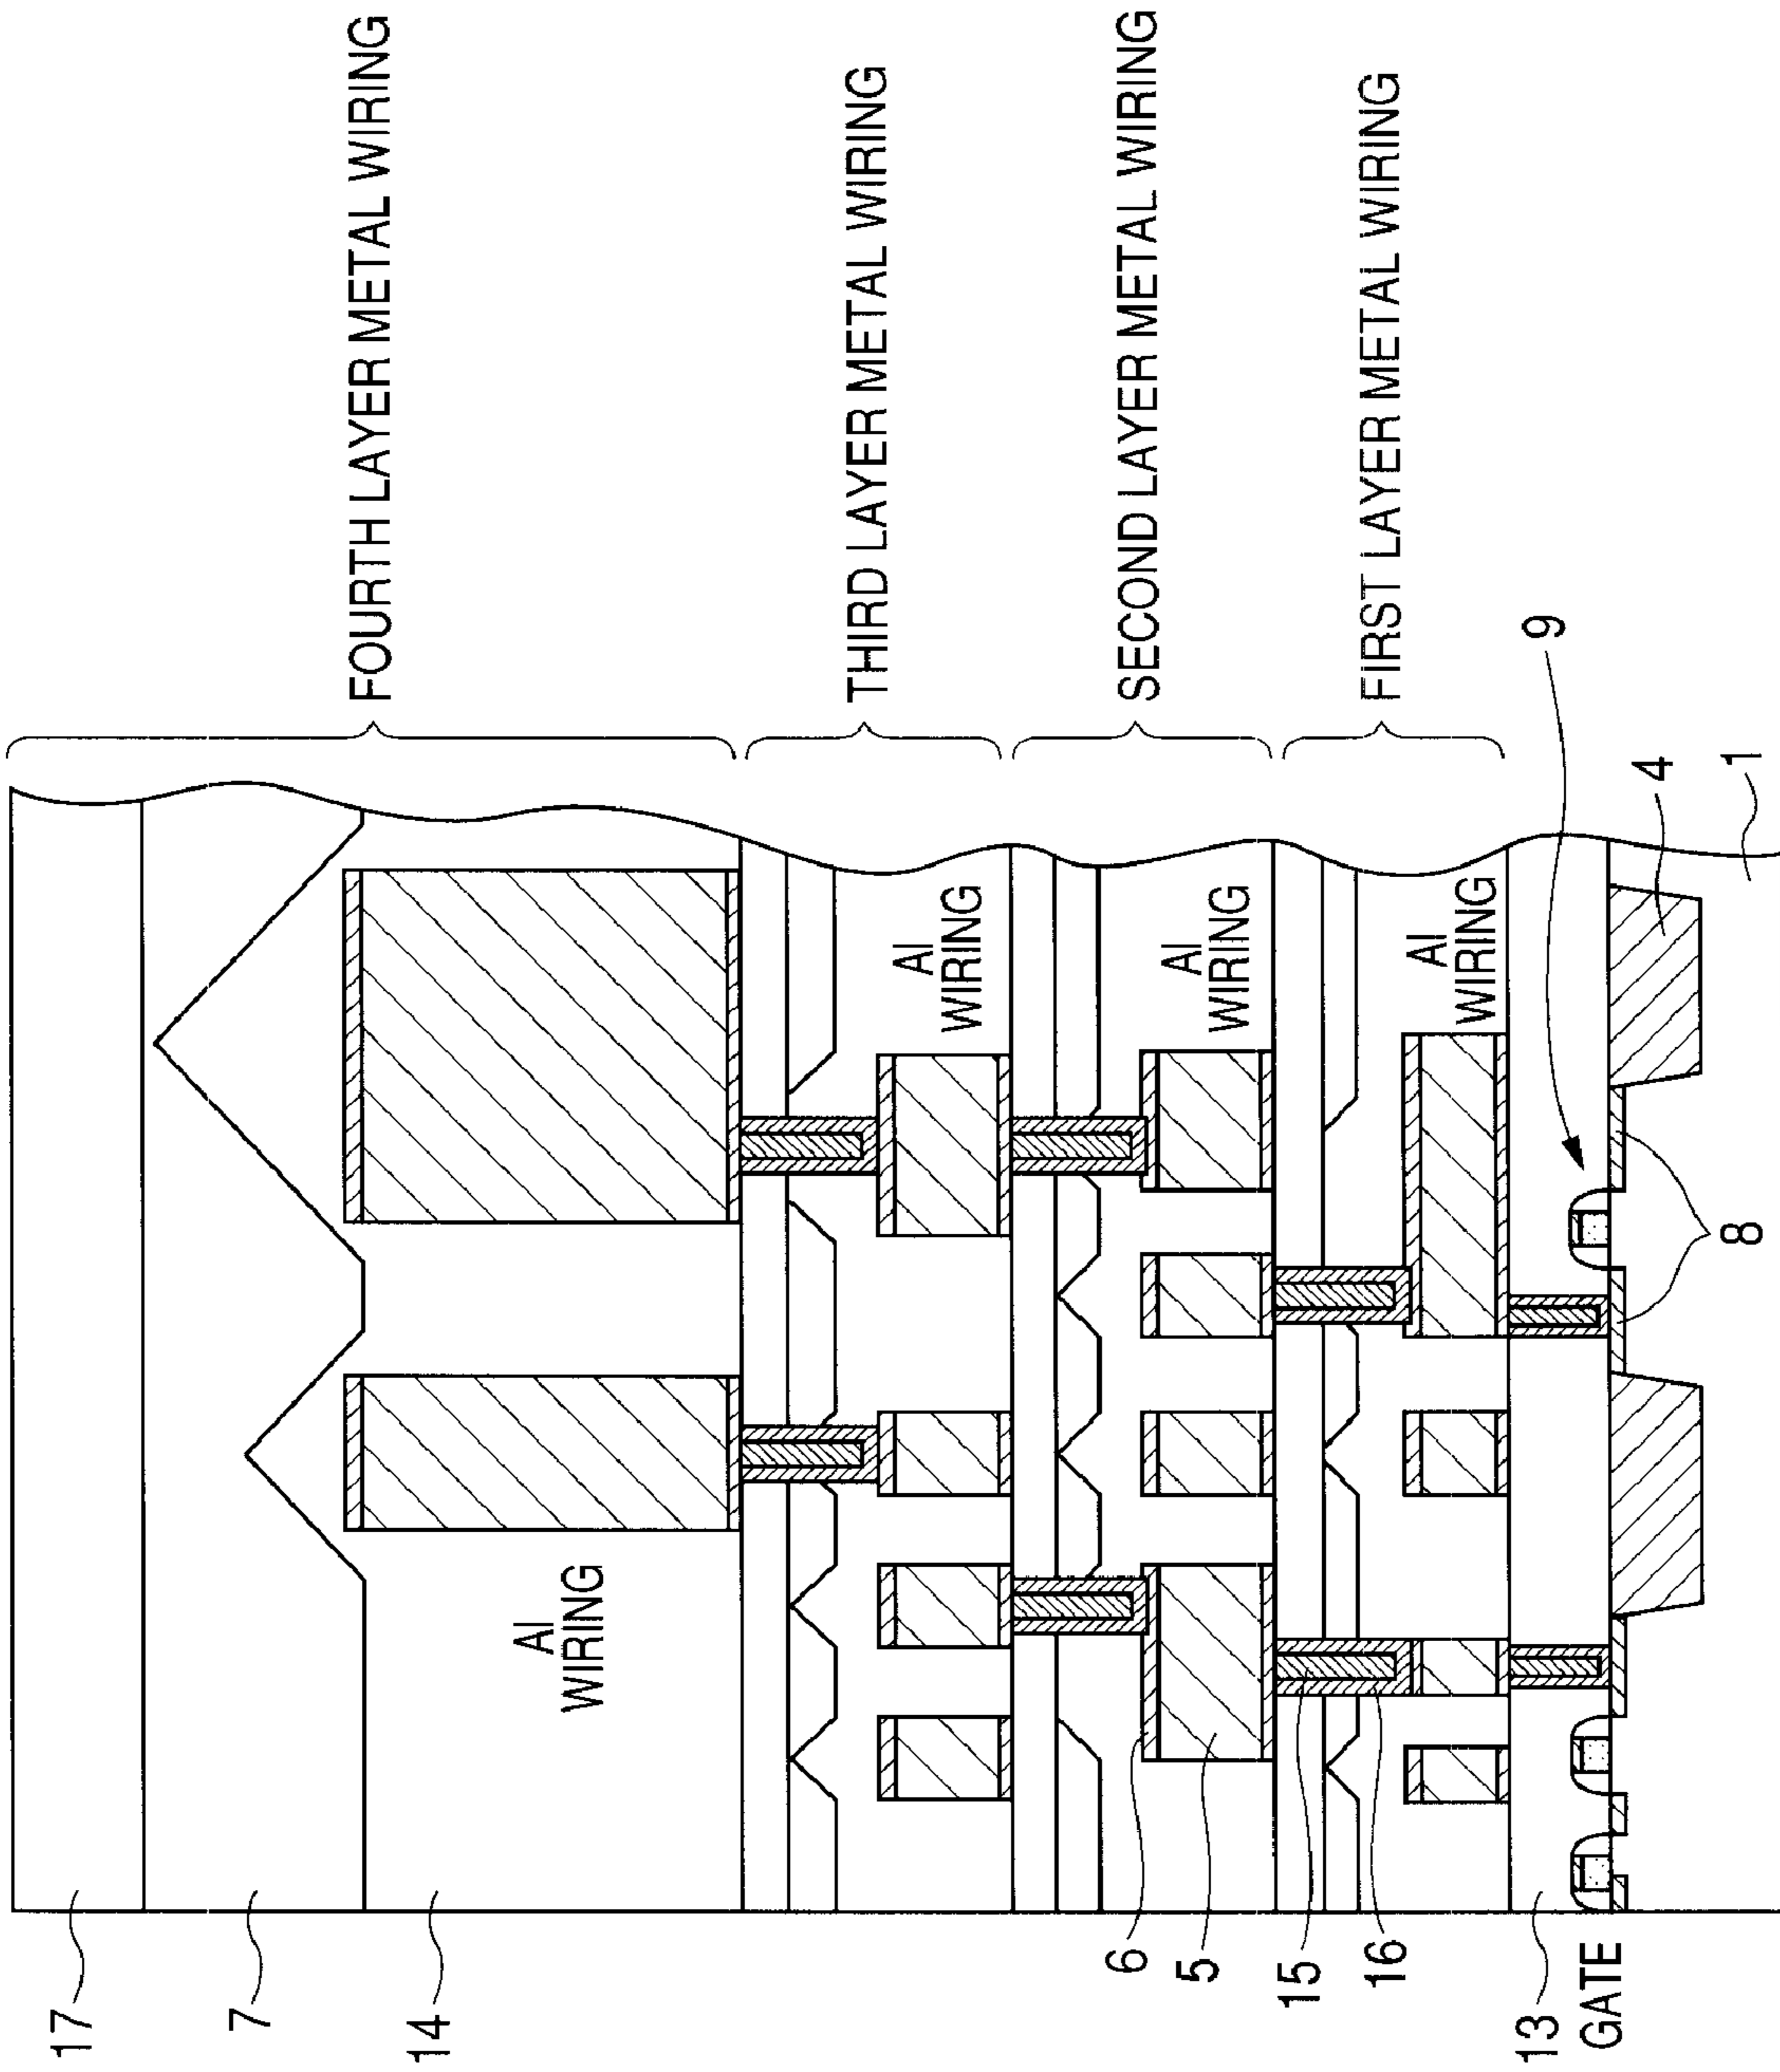 FOURTH LAYER METAL WIRING
THIRD LAYER METAL WIRING
SECOND LAYER METAL WIRING
FIRST LAYER METAL WIRING
9
4
1
8
Al
WIRING
Al
WIRING
Al
WIRING
Al
WIRING
17
7
14
6
5
15
16
13
GATE